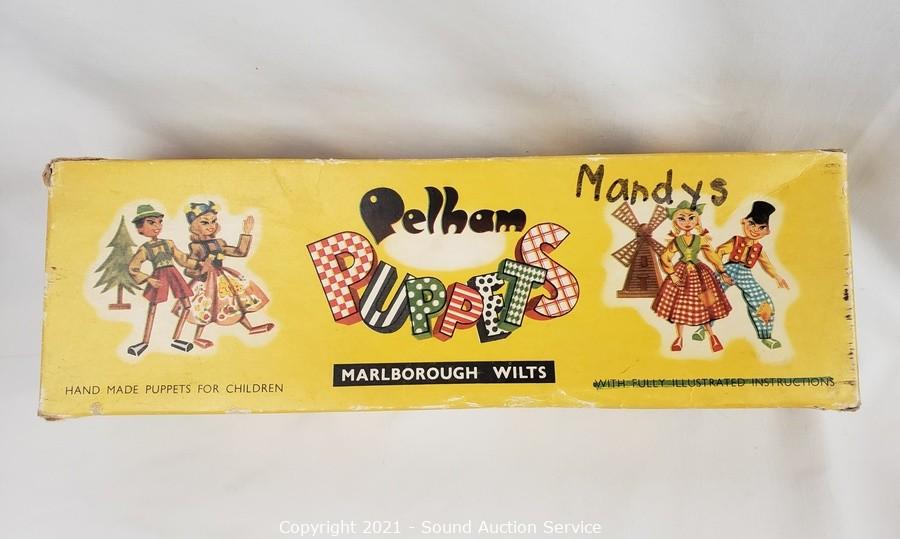 Mandys
Pelham
PUPPETS
MARLBOROUGH WILTS
HAND MADE PUPPETS FOR CHILDREN
WITH FULLY ILLUSTRATED INSTRUCTIONS
Copyright 2021 - Sound Auction Service